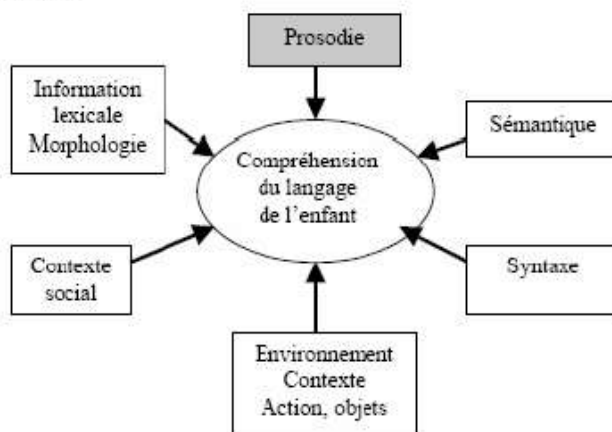 Prosodie
Information
lexicale
Morphologie
Sémantique
Compréhension
du langage
de l'enfant
Contexte
social
Syntaxe
Environnement
Contexte
Action, objets